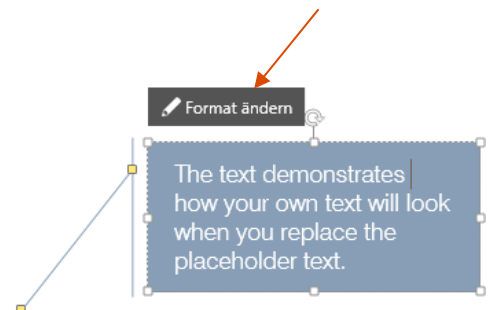 Format ändern
The text demonstrates
how your own text will look
when you replace the
placeholder text.